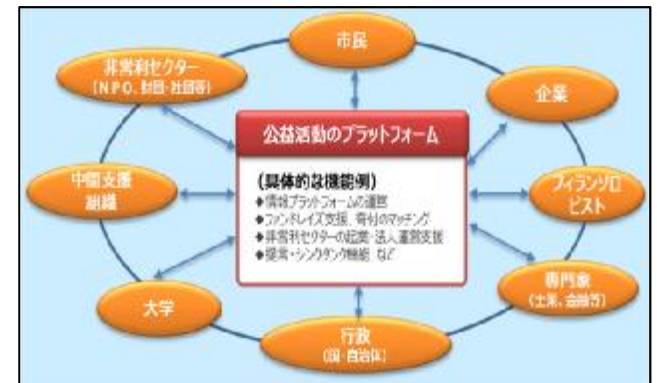 市民
非営利セクター
(NPO、財団・社団等)
企業
公益活動のプラットフォーム
(具体的な機能例)
◆情報プラットフォームの運営
◆ファンドレイズ支援、寄付のマッチング
◆非営利セクターの起業・法人運営支援
◆提言・シンクタンク機能 など
中間支援
組織
フィランソロ
ピスト
大学
専門家
(士業、金融等)
行政
(国・自治体)